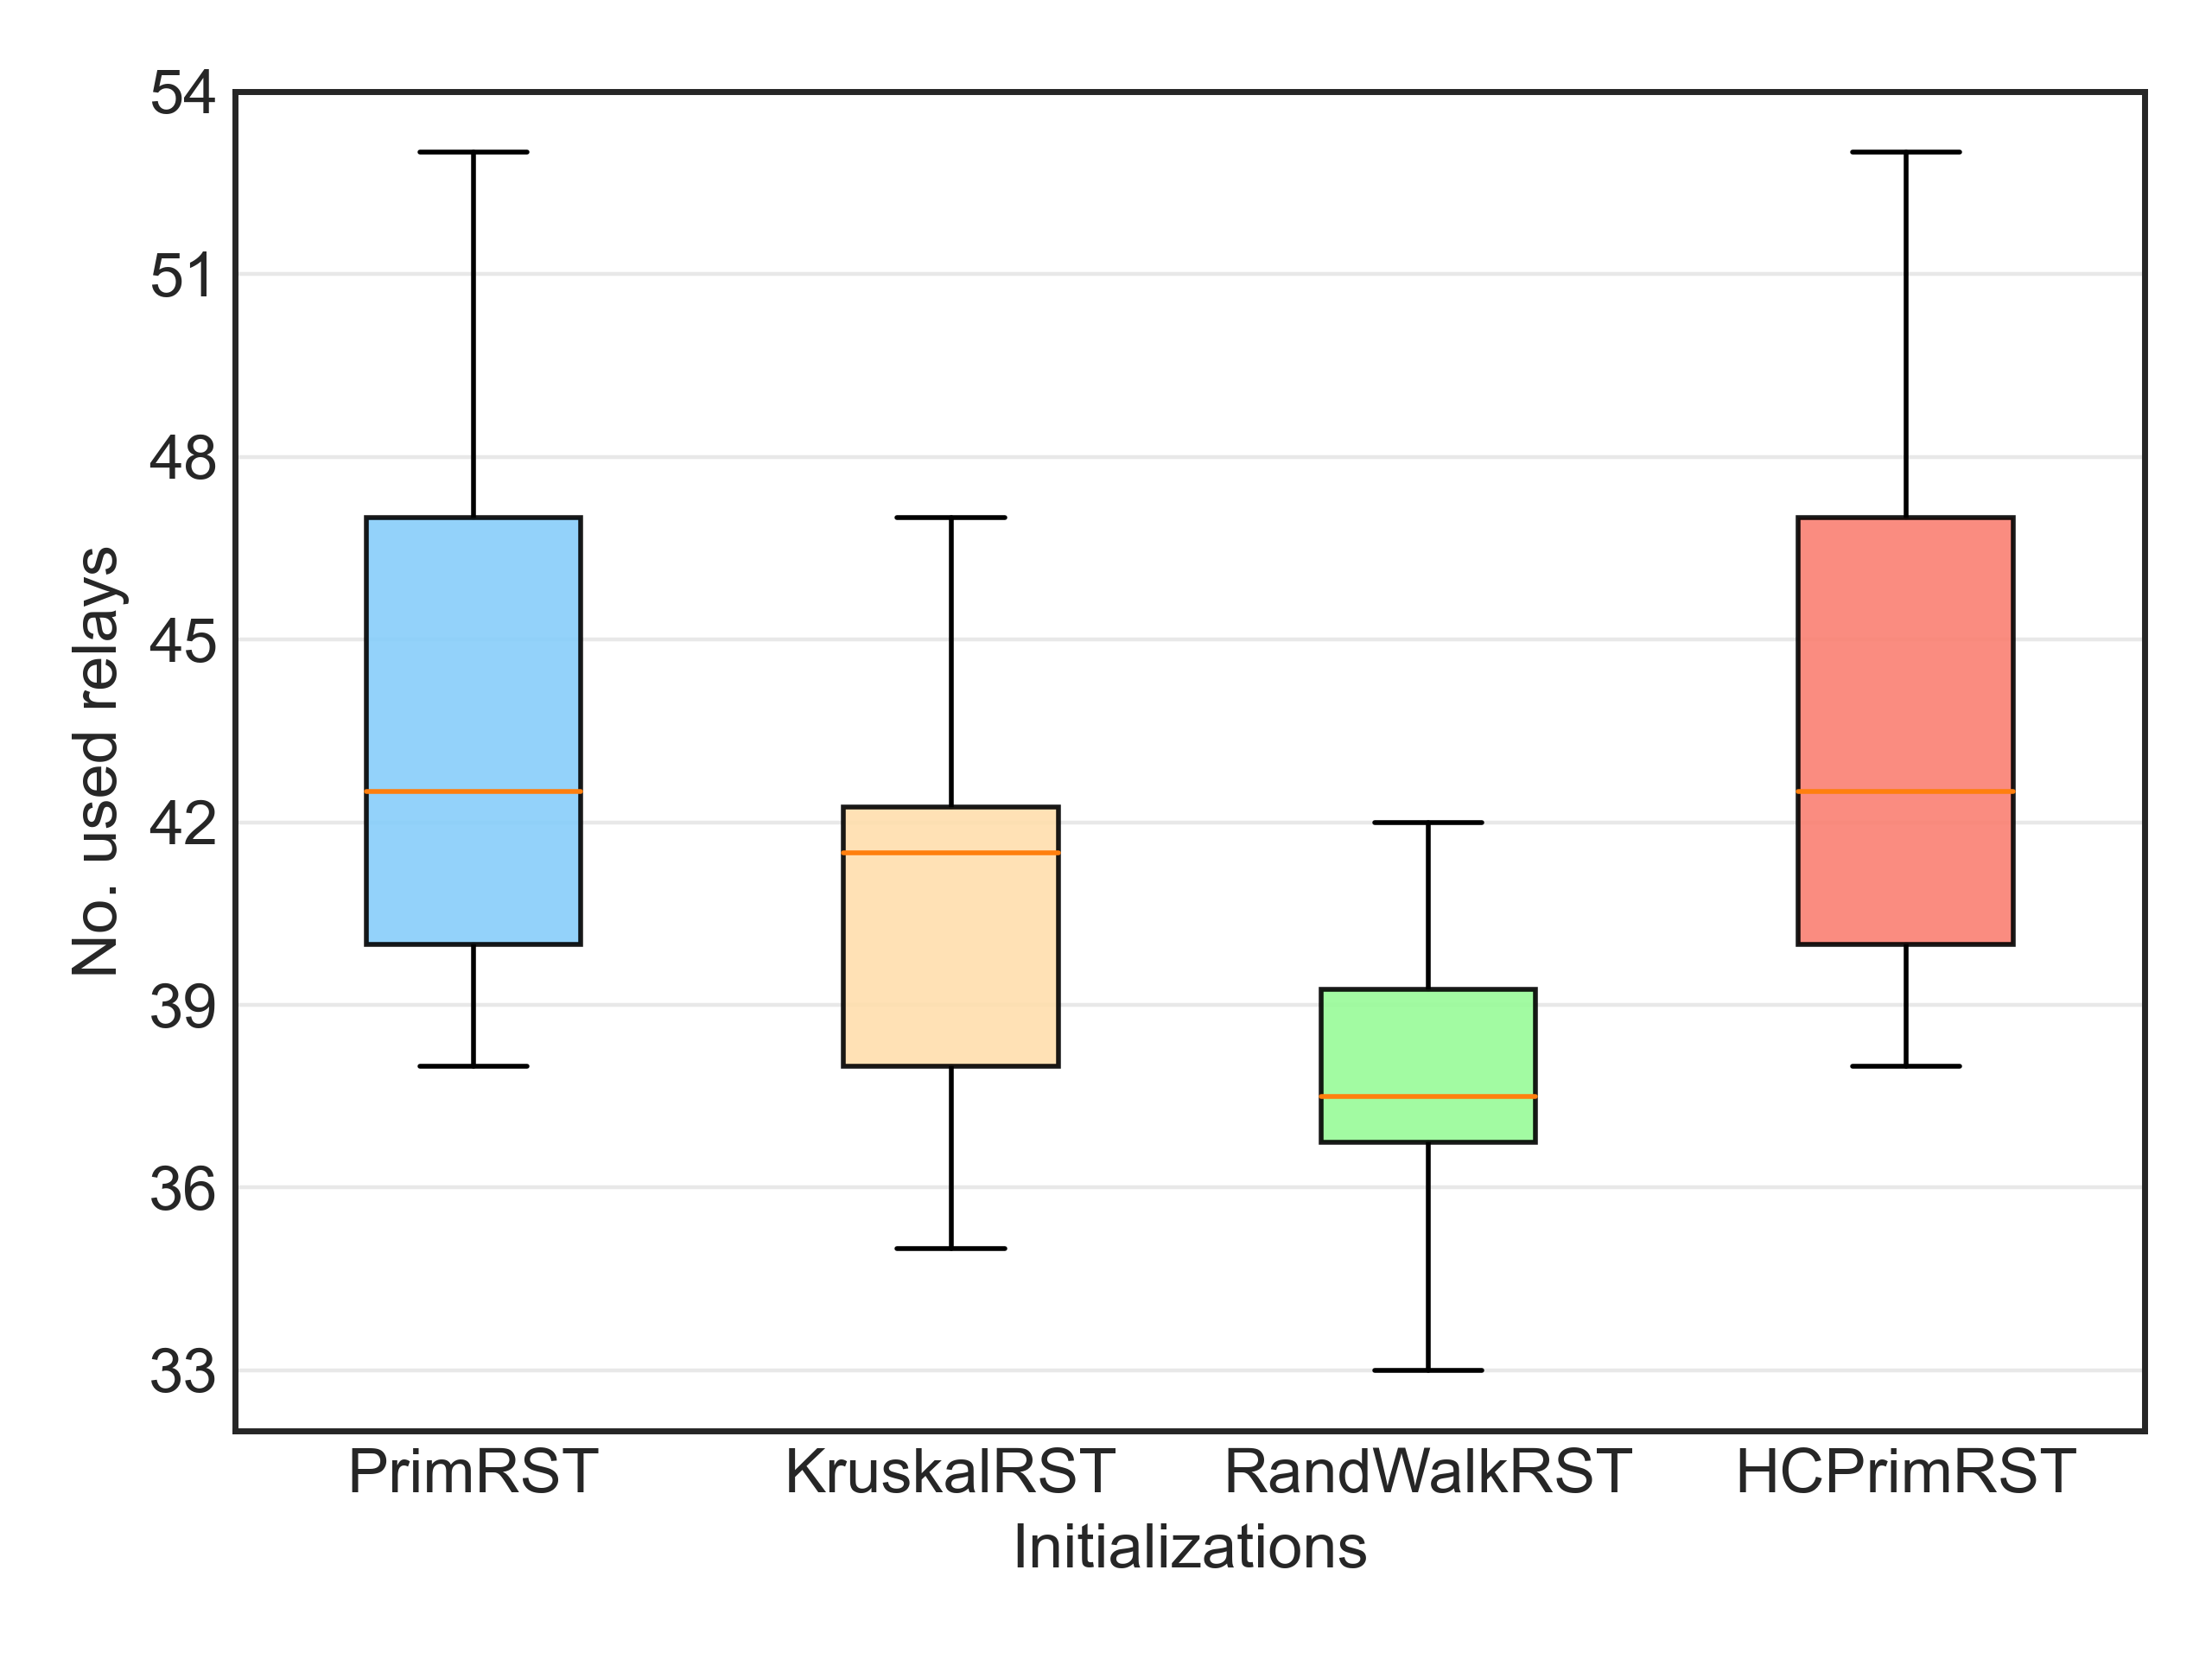 54
51
48
45
42
39
36
33
No. used relays
PrimRST KruskalRST RandWalkRST HCPrimRST
Initializations